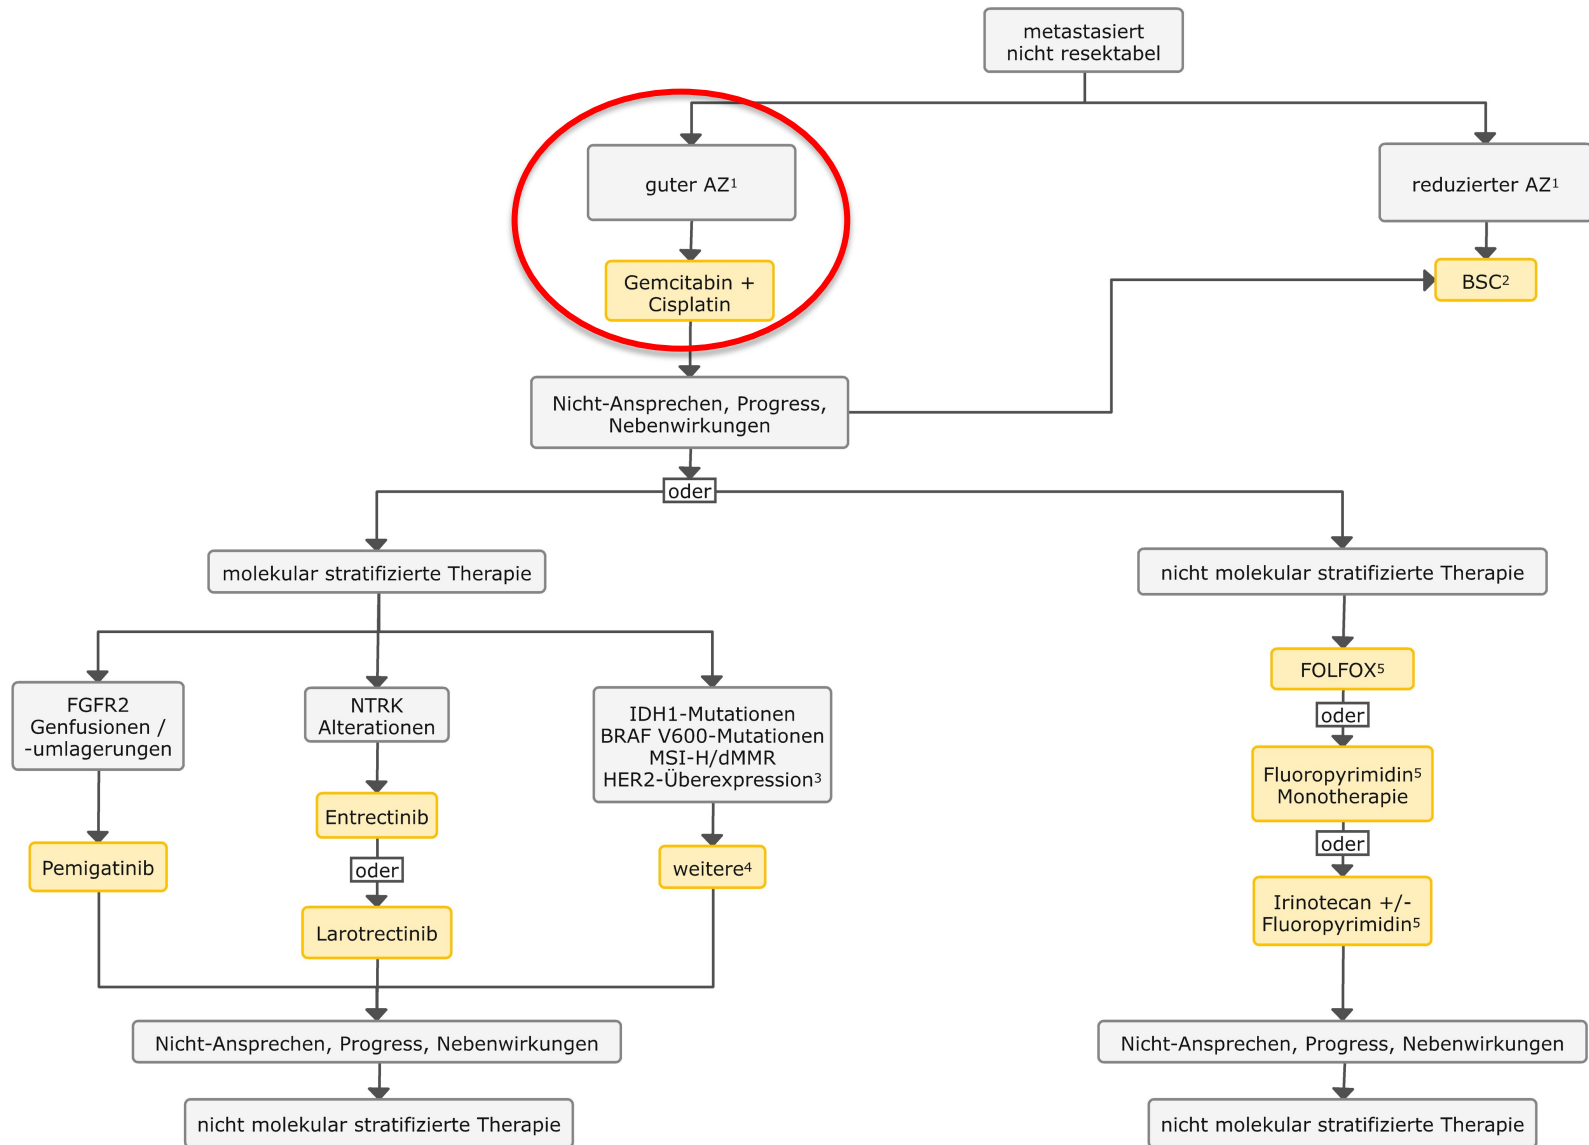 metastasiert
nicht resektabel
guter AZ¹
reduzierter AZ¹
Gemcitabin +
Cisplatin
BSC²
Nicht-Ansprechen, Progress,
Nebenwirkungen
oder
molekular stratifizierte Therapie
nicht molekular stratifizierte Therapie
FGFR2
Genfusionen /
-umlagerungen
NTRK
Alterationen
IDH1-Mutationen
BRAF V600-Mutationen
MSI-H/dMMR
HER2-Überexpression³
FOLFOX⁵
oder
Fluoropyrimidin⁵
Monotherapie
oder
Irinotecan +/-
Fluoropyrimidin⁵
Pemigatinib
Entrectinib
oder
Larotrectinib
weitere⁴
Nicht-Ansprechen, Progress, Nebenwirkungen
Nicht-Ansprechen, Progress, Nebenwirkungen
nicht molekular stratifizierte Therapie
nicht molekular stratifizierte Therapie